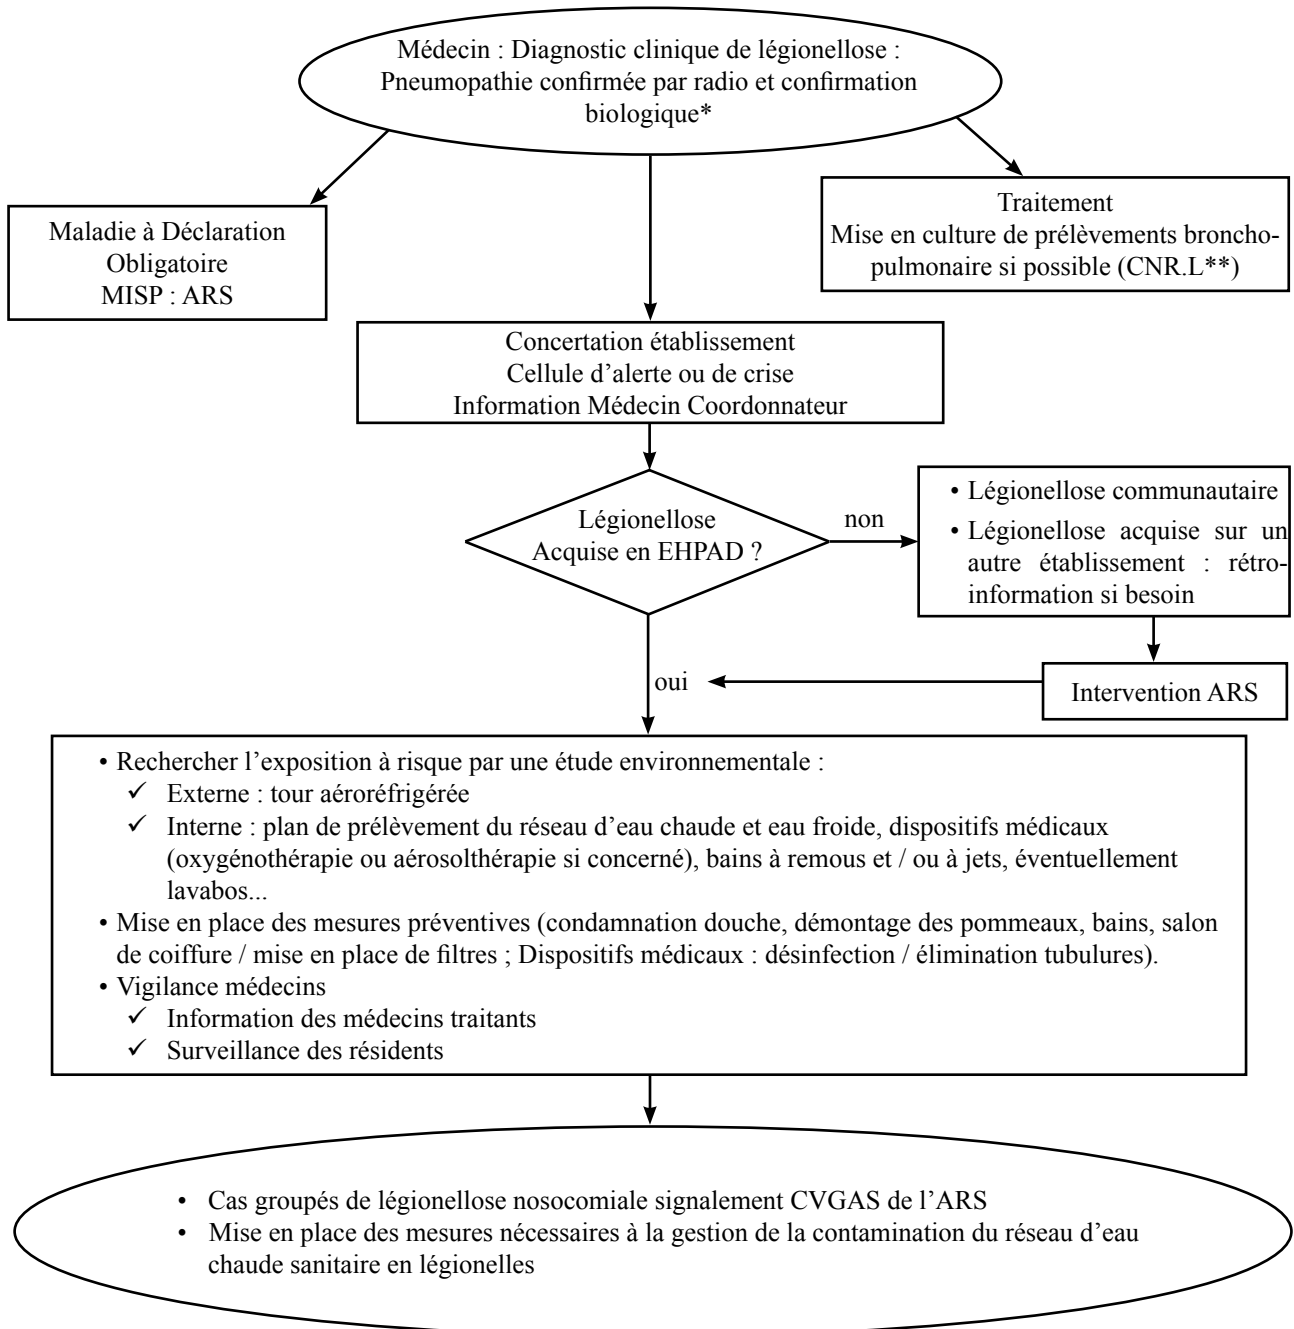 Médecin : Diagnostic clinique de légionellose :
Pneumopathie confirmée par radio et confirmation
biologique*
Maladie à Déclaration
Obligatoire
MISP : ARS
Traitement
Mise en culture de prélèvements broncho-
pulmonaire si possible (CNR.L**)
Concertation établissement
Cellule d’alerte ou de crise
Information Médecin Coordonnateur
Légionellose
Acquise en EHPAD ?
non
• Légionellose communautaire
• Légionellose acquise sur un
autre établissement : rétro-
information si besoin
oui
Intervention ARS
• Rechercher l’exposition à risque par une étude environnementale :
✓ Externe : tour aéroréfrigérée
✓ Interne : plan de prélèvement du réseau d’eau chaude et eau froide, dispositifs médicaux
(oxygénothérapie ou aérosolthérapie si concerné), bains à remous et / ou à jets, éventuellement
lavabos...
• Mise en place des mesures préventives (condamnation douche, démontage des pommeaux, bains, salon
de coiffure / mise en place de filtres ; Dispositifs médicaux : désinfection / élimination tubulures).
• Vigilance médecins
✓ Information des médecins traitants
✓ Surveillance des résidents
• Cas groupés de légionellose nosocomiale signalement CVGAS de l’ARS
• Mise en place des mesures nécessaires à la gestion de la contamination du réseau d’eau
chaude sanitaire en légionelles